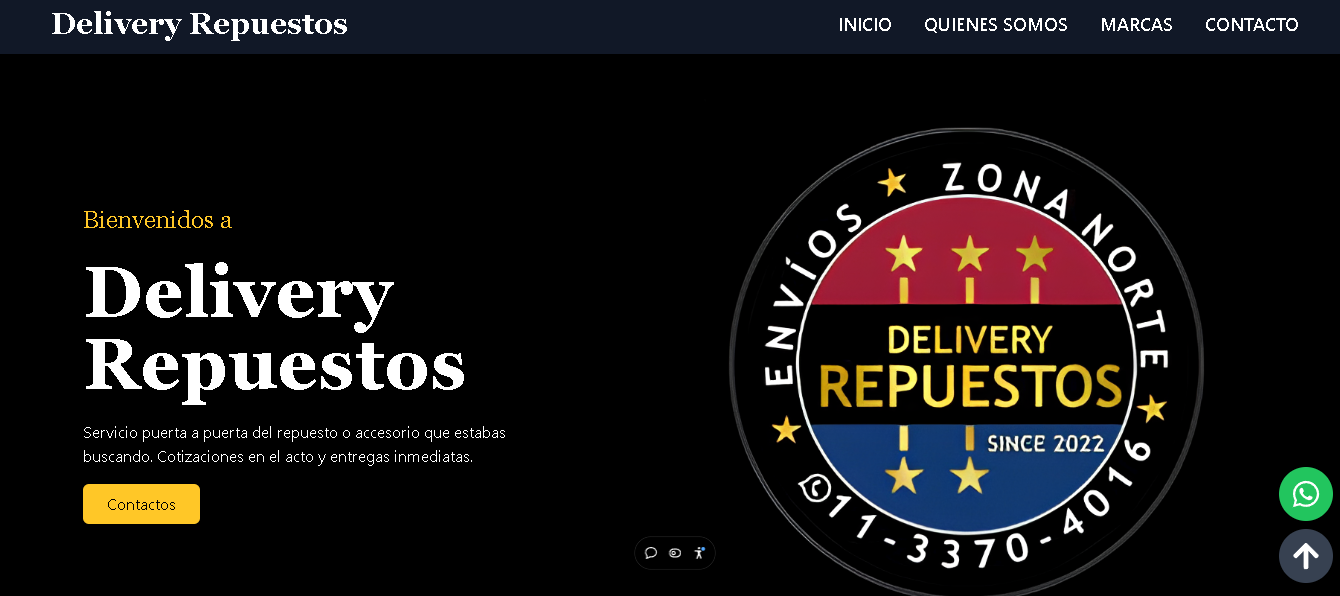 Delivery Repuestos
INICIO
QUIENES SOMOS
MARCAS
CONTACTO
Bienvenidos a
Delivery
Repuestos
Servicio puerta a puerta del repuesto o accesorio que estabas
buscando. Cotizaciones en el acto y entregas inmediatas.
Contactos
ENVÍOS ZONA NORTE
DELIVERY
REPUESTOS
SINCE 2022
11-3370-4016